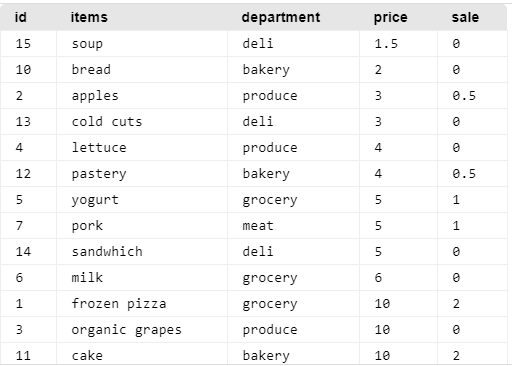 id items department price sale
15 soup deli 1.5 0
10 bread bakery 2 0
2 apples produce 3 0.5
13 cold cuts deli 3 0
4 lettuce produce 4 0
12 pastery bakery 4 0.5
5 yogurt grocery 5 1
7 pork meat 5 1
14 sandwhich deli 5 0
6 milk grocery 6 0
1 frozen pizza grocery 10 2
3 organic grapes produce 10 0
11 cake bakery 10 2